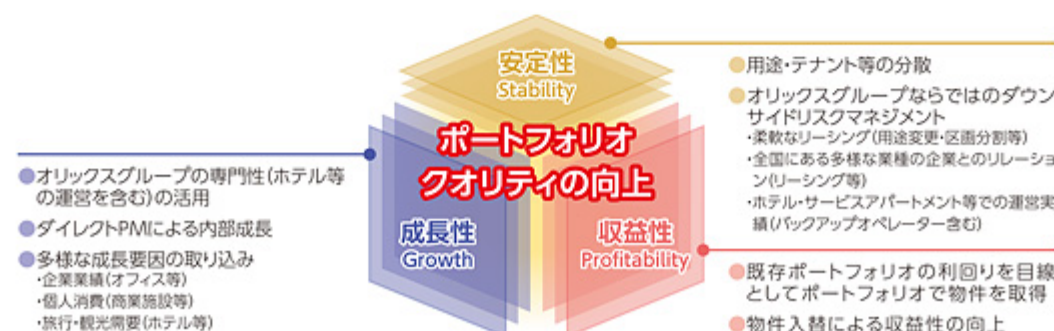 安定性
Stability
ポートフォリオ
クオリティの向上
成長性
Growth
収益性
Profitability
●オリックスグループの専門性(ホテル等
の運営を含む)の活用
●ダイレクトPMによる内部成長
●多様な成長要因の取り込み
・企業業績(オフィス等)
・個人消費(商業施設等)
・旅行・観光需要(ホテル等)
●用途・テナント等の分散
●オリックスグループならではのダウン
サイドリスクマネジメント
・柔軟なリーシング(用途変更・区画分割等)
・全国にある多様な業種の企業とのリレーショ
ン(リーシング等)
・ホテル・サービスアパートメント等での運営実
績(バックアップオペレーター含む)
●既存ポートフォリオの利回りを目線
としてポートフォリオで物件を取得
●物件入替による収益性の向上